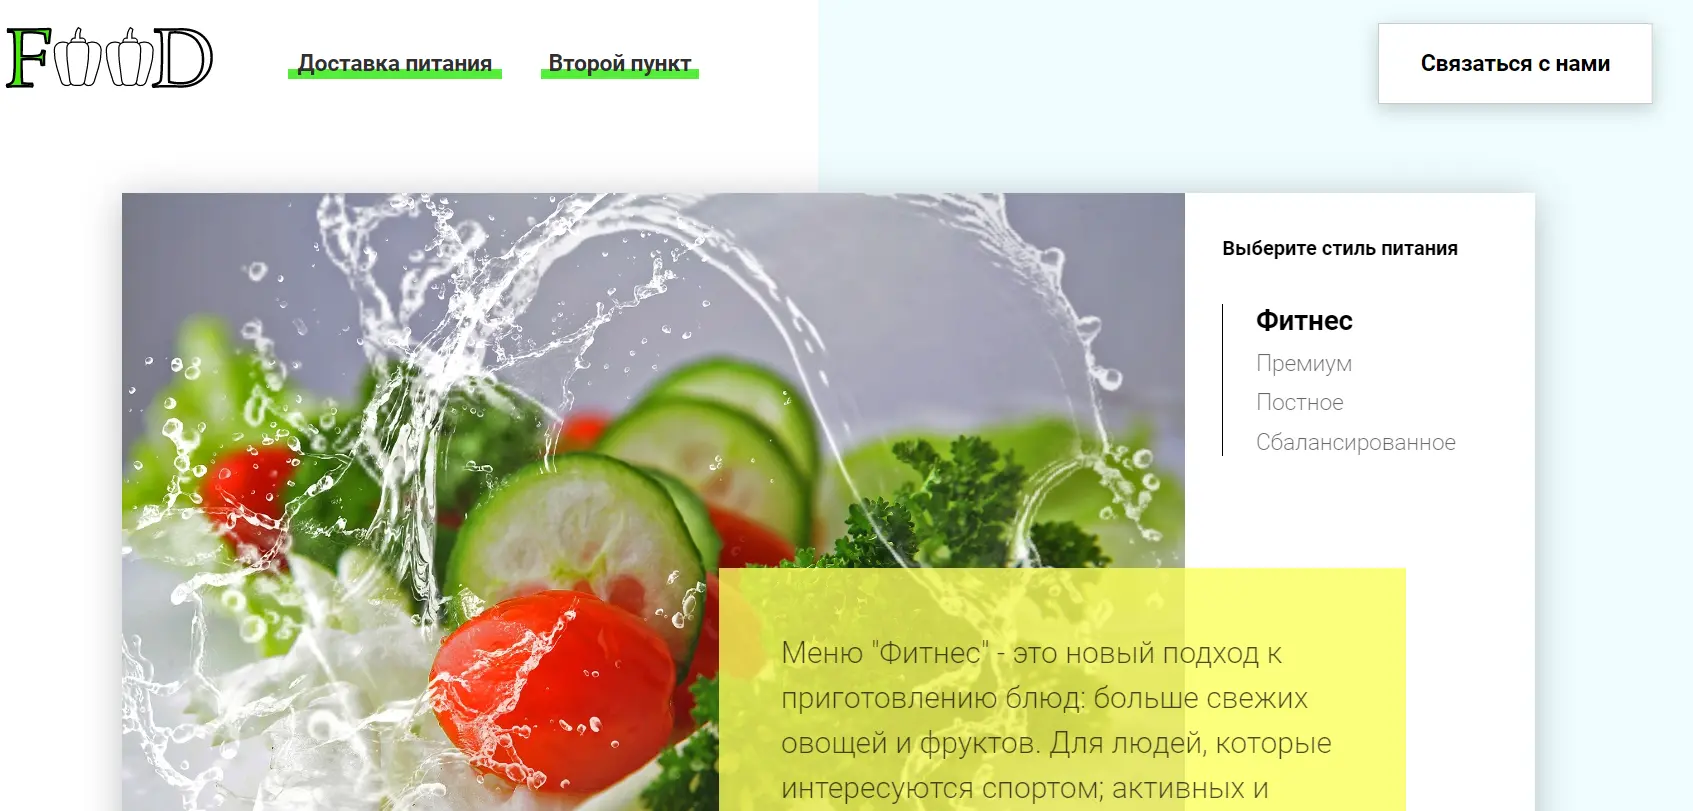 FOOD
Доставка питания
Второй пункт
Связаться с нами
Выберите стиль питания
Фитнес
Премиум
Постное
Сбалансированное
Меню "Фитнес" - это новый подход к
приготовлению блюд: больше свежих
овощей и фруктов. Для людей, которые
интересуются спортом; активных и